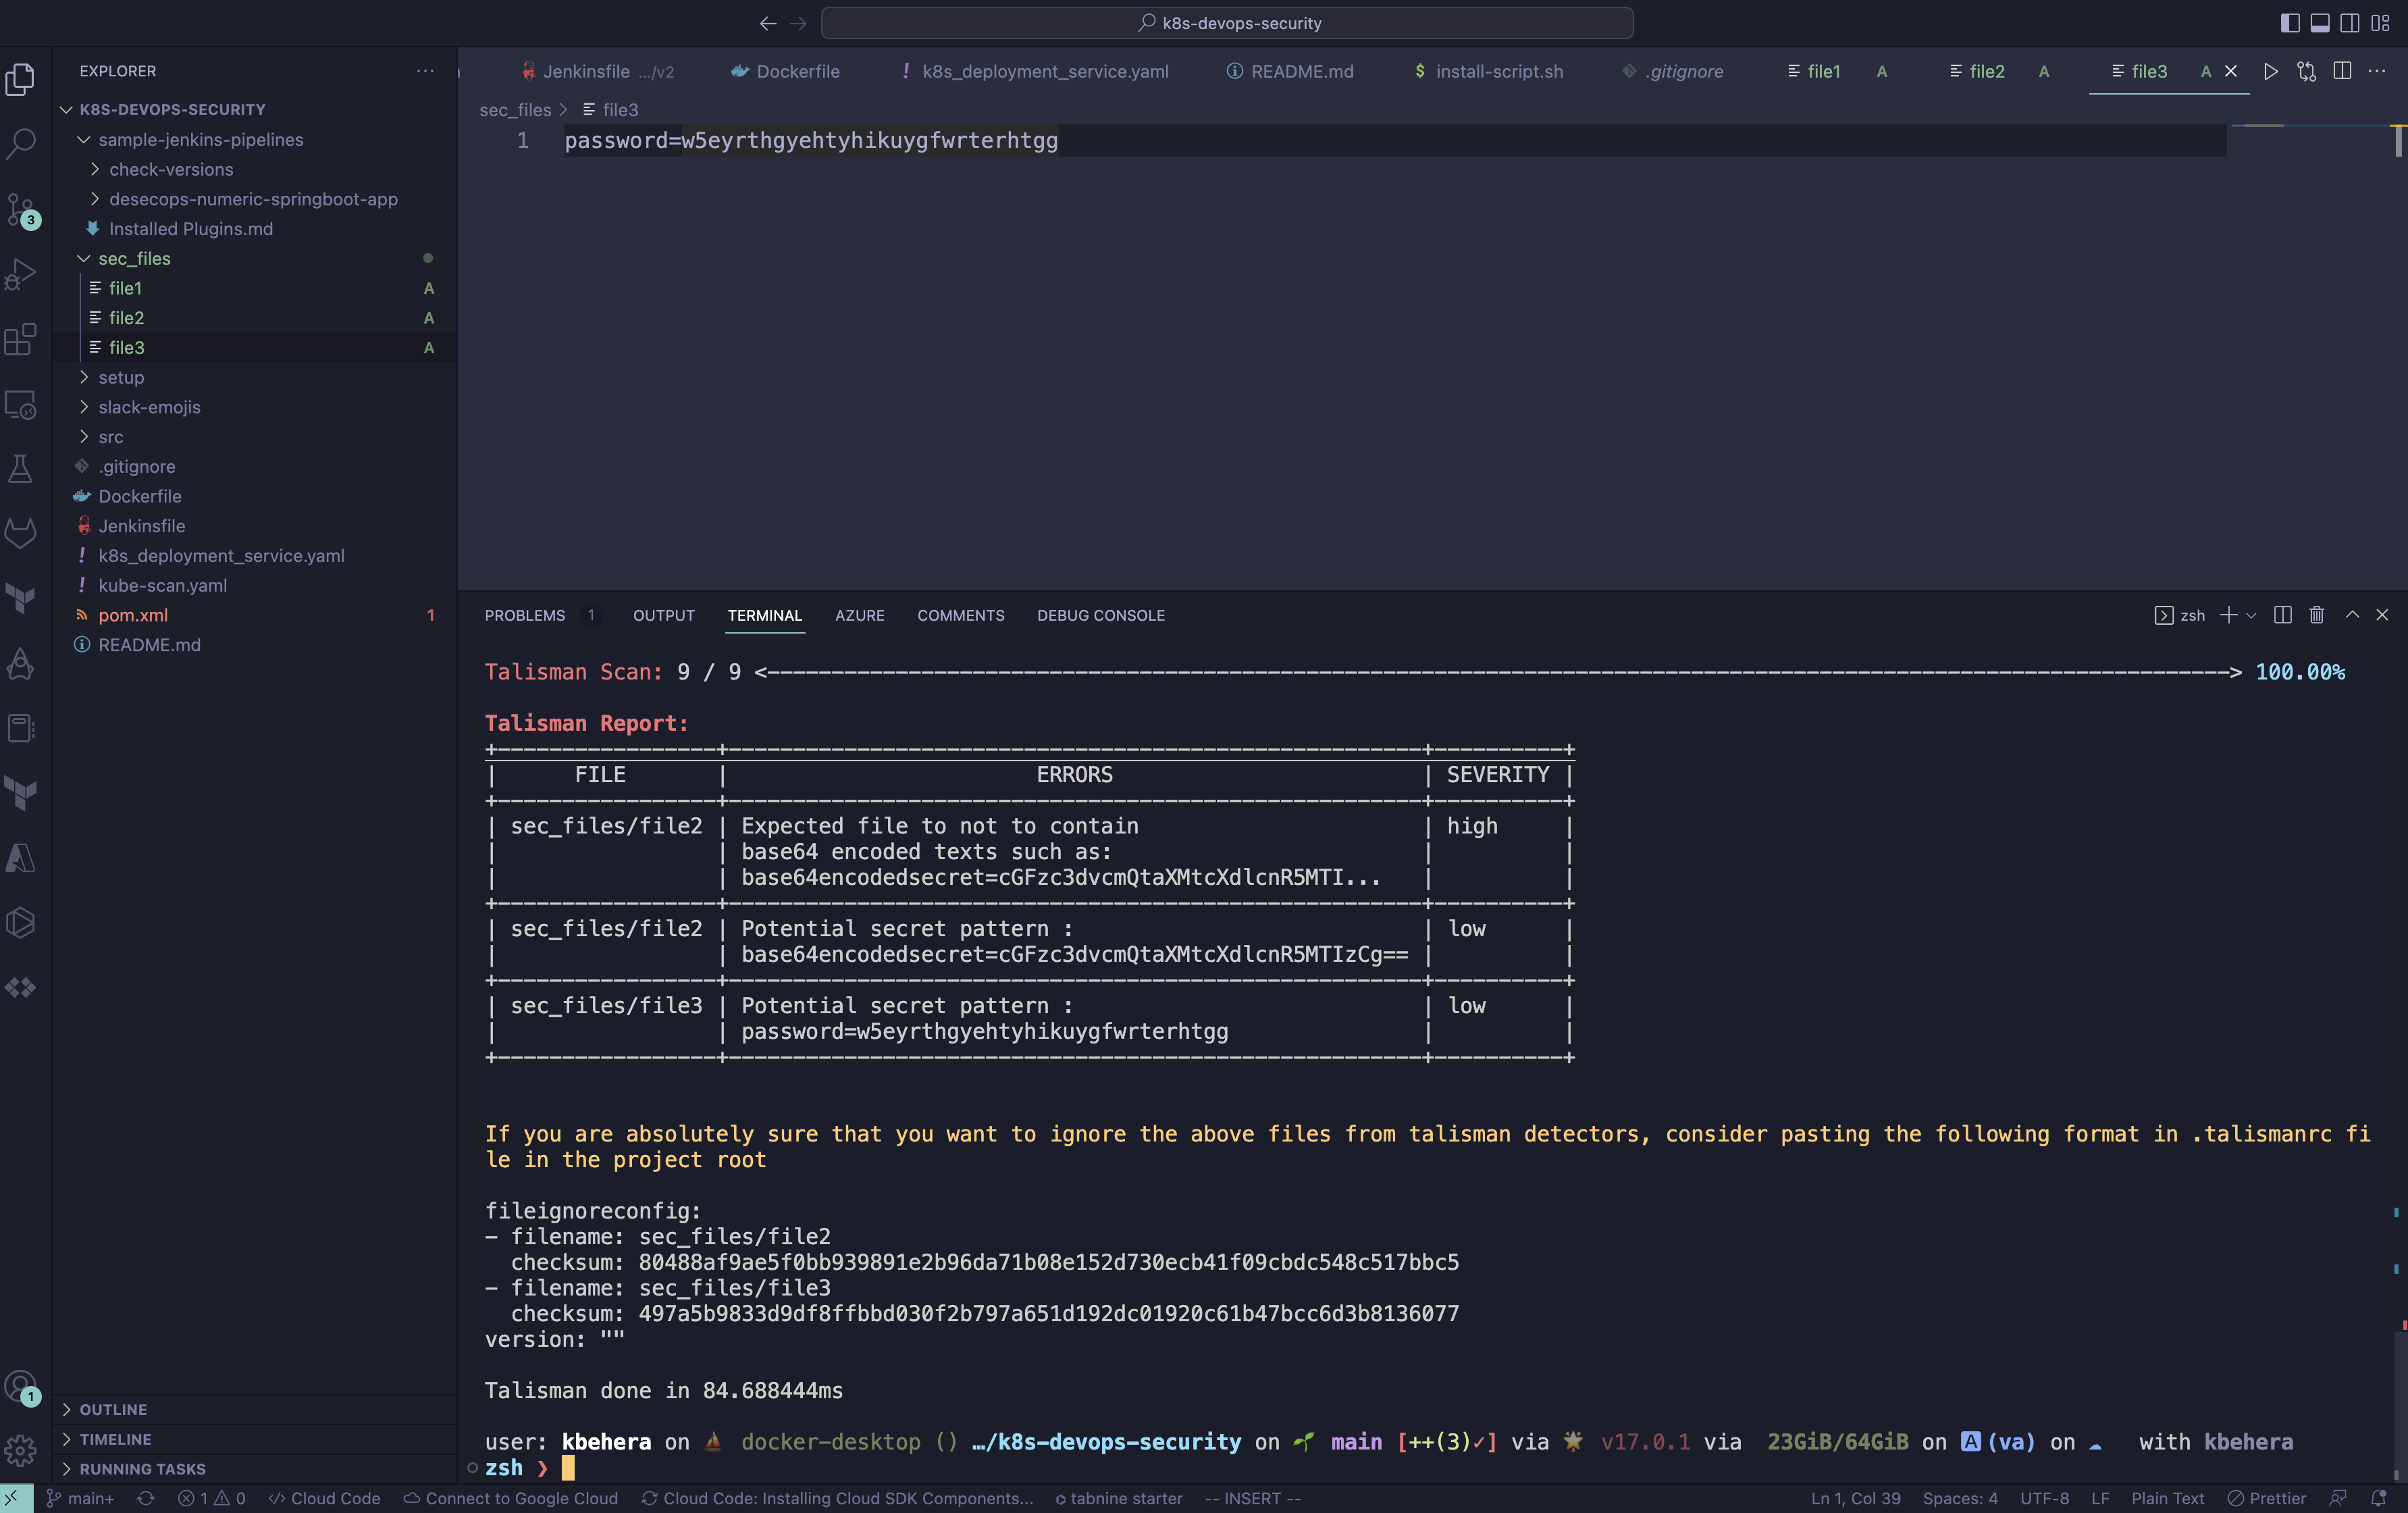 k8s-devops-security
EXPLORER
K8S-DEVOPS-SECURITY
sample-jenkins-pipelines
check-versions
desecops-numeric-springboot-app
Installed Plugins.md
sec_files
file1 A
file2 A
file3 A
setup
slack-emojis
src
.gitignore
Dockerfile
Jenkinsfile
k8s_deployment_service.yaml
kube-scan.yaml
pom.xml 1
README.md
3
1
OUTLINE
TIMELINE
RUNNING TASKS
Jenkinsfile .../v2 Dockerfile k8s_deployment_service.yaml README.md install-script.sh .gitignore file1 A file2 A file3 A
sec_files > file3
1 password=w5eyrthgyehtyhikuygfwrterhtgg
PROBLEMS 1 OUTPUT TERMINAL AZURE COMMENTS DEBUG CONSOLE zsh
Talisman Scan: 9 / 9 <------------------------------> 100.00%
Talisman Report:
FILE | ERRORS | SEVERITY
sec_files/file2 | Expected file to not to contain | high
base64 encoded texts such as:
base64encodedsecret=cGFzc3dvcmQtaXMtcXdlcnR5MTI...
sec_files/file2 | Potential secret pattern : | low
base64encodedsecret=cGFzc3dvcmQtaXMtcXdlcnR5MTIzCg==
sec_files/file3 | Potential secret pattern : | low
password=w5eyrthgyehtyhikuygfwrterhtgg
If you are absolutely sure that you want to ignore the above files from talisman detectors, consider pasting the following format in .talismanrc fi
le in the project root
fileignoreconfig:
- filename: sec_files/file2
checksum: 80488af9ae5f0bb939891e2b96da71b08e152d730ecb41f09cbdc548c517bbc5
- filename: sec_files/file3
checksum: 497a5b9833d9df8ffbbd030f2b797a651d192dc01920c61b47bcc6d3b8136077
version: ""
Talisman done in 84.688444ms
user: kbehera on docker-desktop () …/k8s-devops-security on main [++(3)✓] via v17.0.1 via 23GiB/64GiB on A (va) on with kbehera
zsh ❯
main+ 1 0 Cloud Code Connect to Google Cloud Cloud Code: Installing Cloud SDK Components... tabnine starter -- INSERT -- Ln 1, Col 39 Spaces: 4 UTF-8 LF Plain Text Prettier